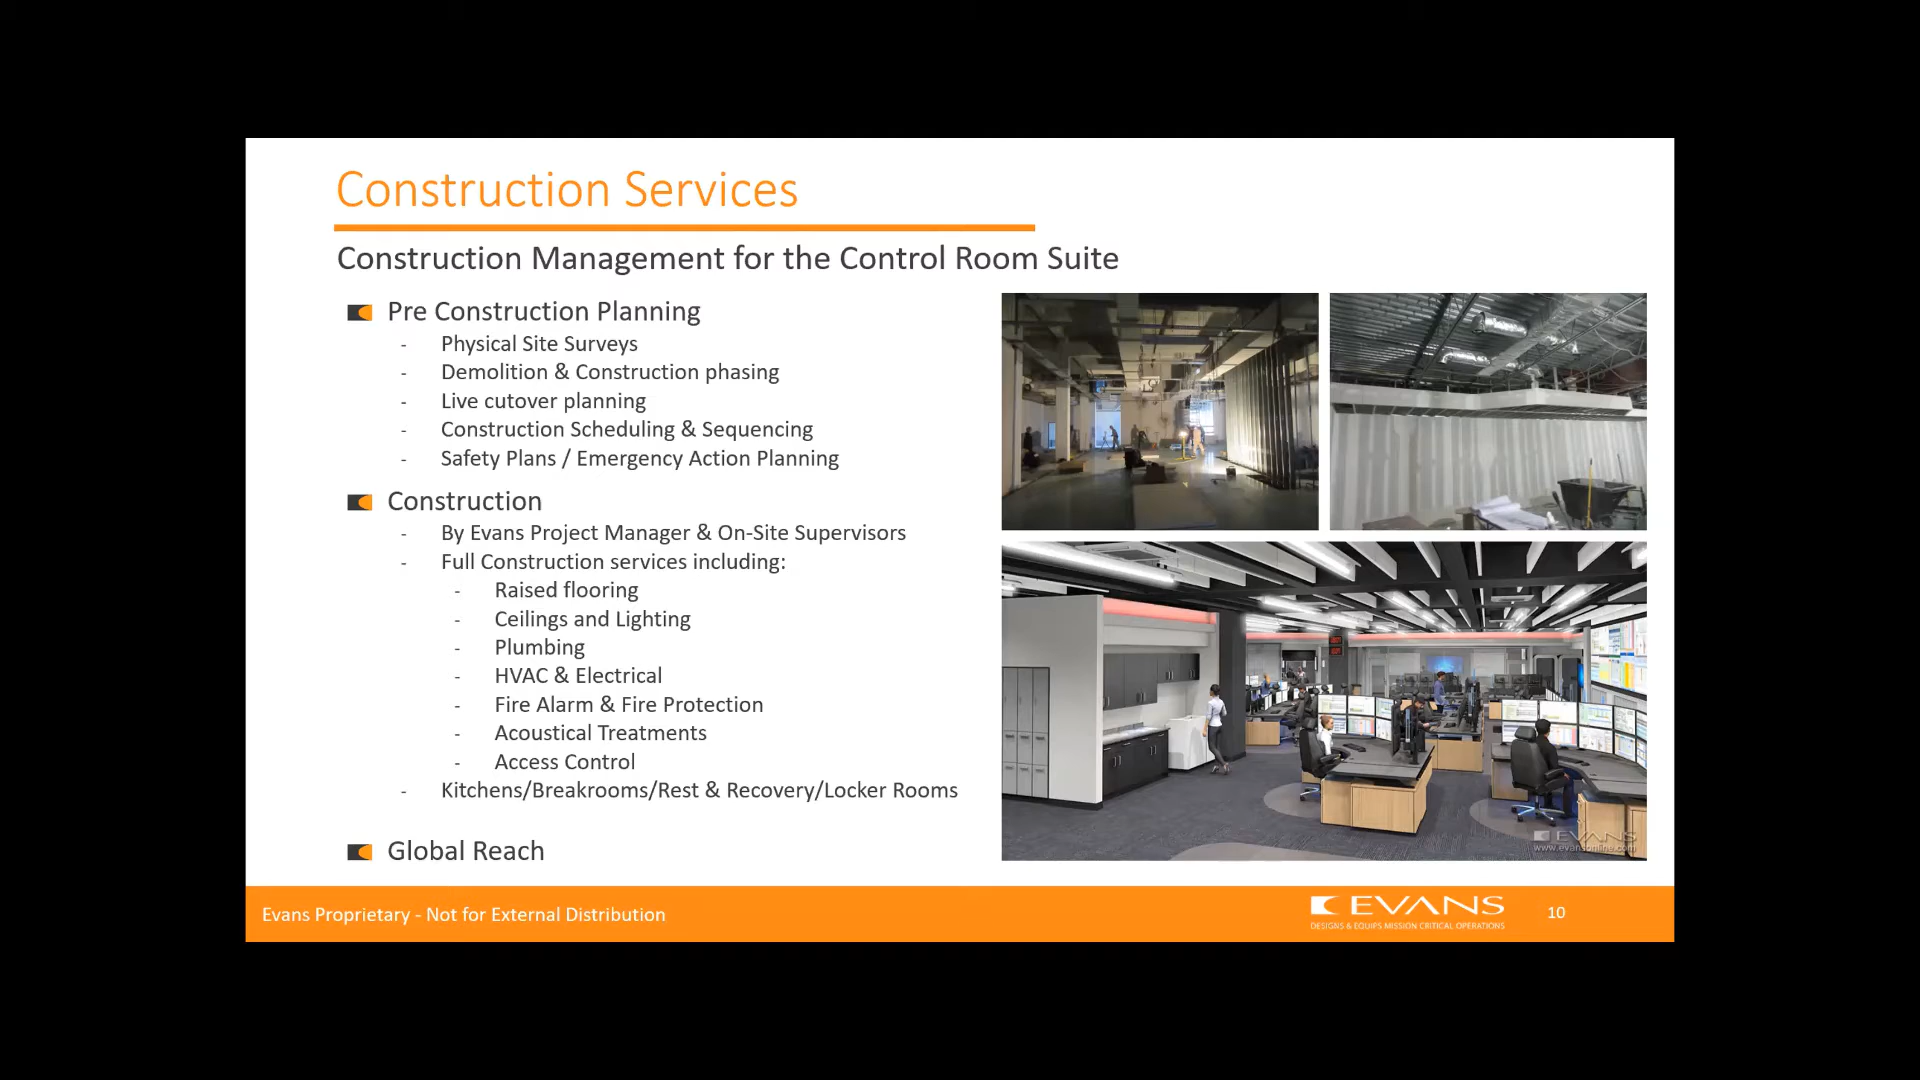 Construction Services
Construction Management for the Control Room Suite
Pre Construction Planning
- Physical Site Surveys
- Demolition & Construction phasing
- Live cutover planning
- Construction Scheduling & Sequencing
- Safety Plans / Emergency Action Planning
Construction
- By Evans Project Manager & On-Site Supervisors
- Full Construction services including:
- Raised flooring
- Ceilings and Lighting
- Plumbing
- HVAC & Electrical
- Fire Alarm & Fire Protection
- Acoustical Treatments
- Access Control
- Kitchens/Breakrooms/Rest & Recovery/Locker Rooms
Global Reach
EVANS
www.evansonline.com
Evans Proprietary - Not for External Distribution
EVANS
DESIGNS & EQUIPS MISSION CRITICAL OPERATIONS
10